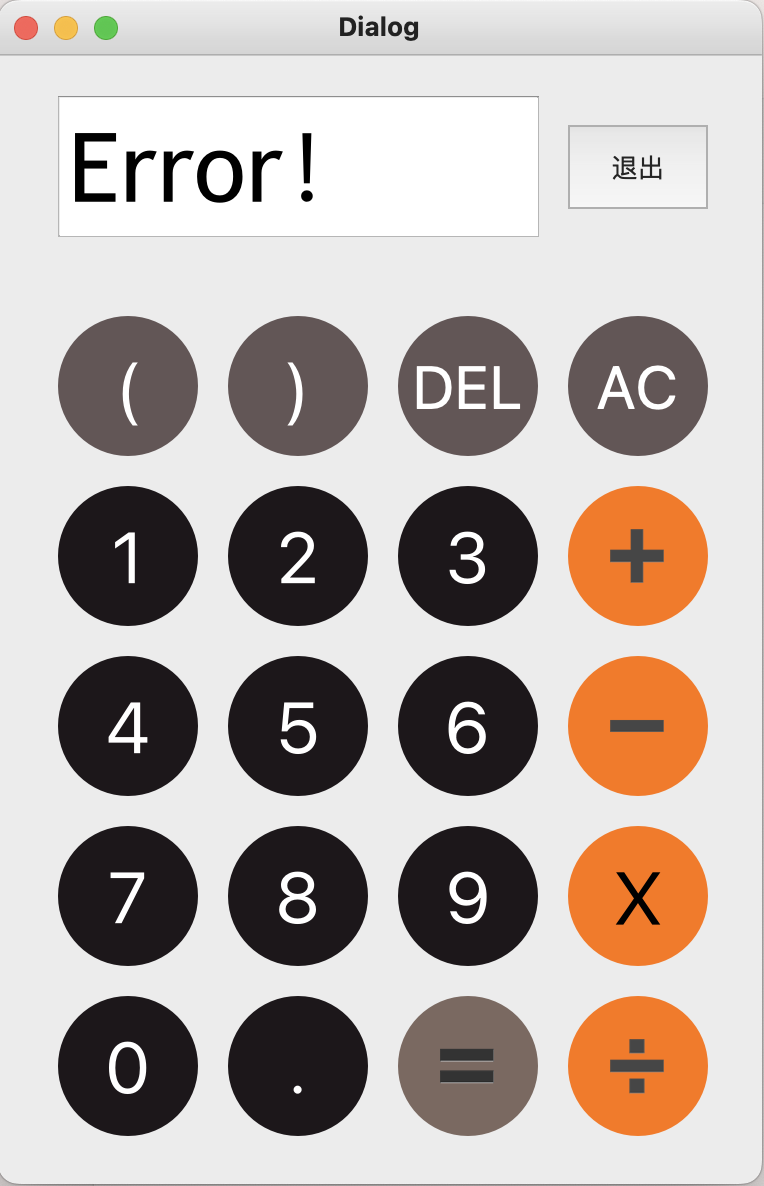 Dialog
Error!
退出
( ) DEL AC
1 2 3 +
4 5 6 −
7 8 9 X
0 . = ÷